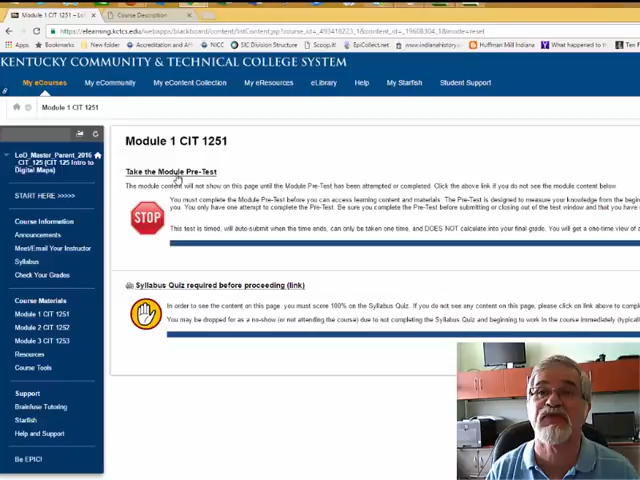 Module 1 CIT 1251 – Lo
Course Description
https://elearning.kctcs.edu/webapps/blackboard/content/listContent.jsp?course_id=_493416223_1&content_id=_19608304_1&mode=reset
Apps
Bookmarks
New folder
Accreditation and Af
NICC
SIC Division Structure
Scoop.it!
EpiCollect.net
www.indianahistory
Huffman Mill Indiana
What happened to th
Ten F
KENTUCKY COMMUNITY & TECHNICAL COLLEGE SYSTEM
My eCourses
My eCommunity
My eContent Collection
My eResources
eLibrary
Help
My Starfish
Student Support
Module 1 CIT 1251
LoD_Master_Parent_2016
CIT_125 (CIT 125 Intro to
Digital Maps)
START HERE >>>>>
Course Information
Announcements
Meet/Email Your Instructor
Syllabus
Check Your Grades
Course Materials
Module 1 CIT 1251
Module 2 CIT 1252
Module 3 CIT 1253
Resources
Course Tools
Support
Brainfuse Tutoring
Starfish
Help and Support
Be EPIC!
Module 1 CIT 1251
Take the Module Pre-Test
The module content will not show on this page until the Module Pre-Test has been attempted or completed. Click the above link if you do not see the module content below.
STOP
You must complete the Module Pre-Test before you can access learning content and materials. The Pre-Test is designed to measure your knowledge from the begin
You only have one attempt to complete the Pre-Test. Be sure you complete the Pre-Test before submitting or closing out of the test window and that you have
This test is timed, will auto-submit when the time ends, can only be taken one time, and DOES NOT calculate into your final grade. You will get a one-time view of
Syllabus Quiz required before proceeding (link)
In order to see the content on this page, you must score 100% on the Syllabus Quiz. If you do not see any content on this page, please click on link above to comple
You may be dropped for as a no-show (or not attending the course) due to not completing the Syllabus Quiz and beginning to work in the course immediately (typical